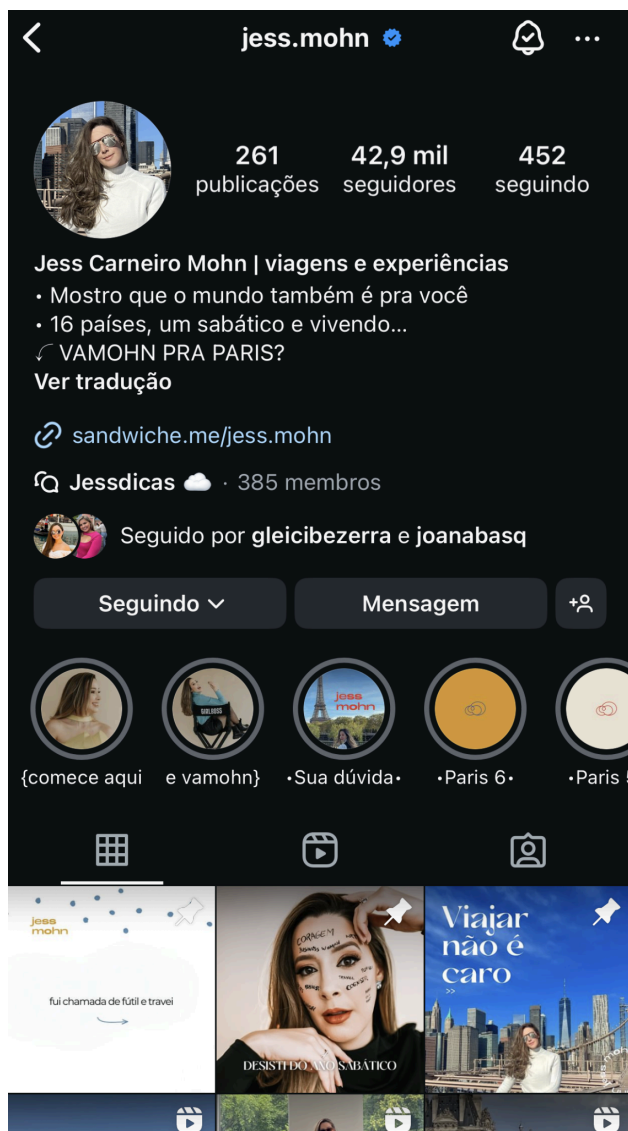 jess.mohn
261
42,9 mil
452
publicações
seguidores
seguindo
Jess Carneiro Mohn | viagens e experiências
• Mostro que o mundo também é pra você
• 16 países, um sabático e vivendo...
⤹ VAMOHN PRA PARIS?
Ver tradução
sandwiche.me/jess.mohn
Jessdicas ☁️ · 385 membros
Seguido por gleicibezerra e joanabasq
Seguindo
Mensagem
GIRLBOSS
jess
mohn
{comece aqui
e vamohn}
•Sua dúvida•
•Paris 6•
•Paris
jess
mohn
fui chamada de fútil e travei
CORAGEM
DESISTI DO ANO SABÁTICO
Viajar
não é
caro
>>